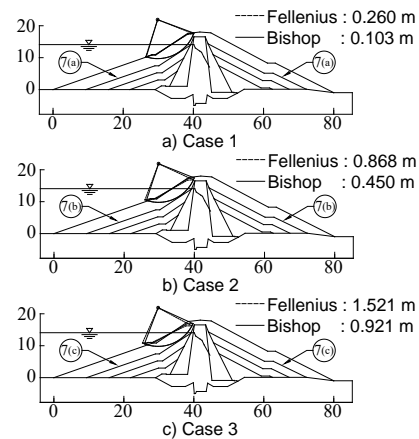 Fellenius : 0.260 m
Bishop : 0.103 m
20
10
0
7(a)
7(a)
0 20 40 60 80
a) Case 1
Fellenius : 0.868 m
Bishop : 0.450 m
20
10
0
7(b)
7(b)
0 20 40 60 80
b) Case 2
Fellenius : 1.521 m
Bishop : 0.921 m
20
10
0
7(c)
7(c)
0 20 40 60 80
c) Case 3